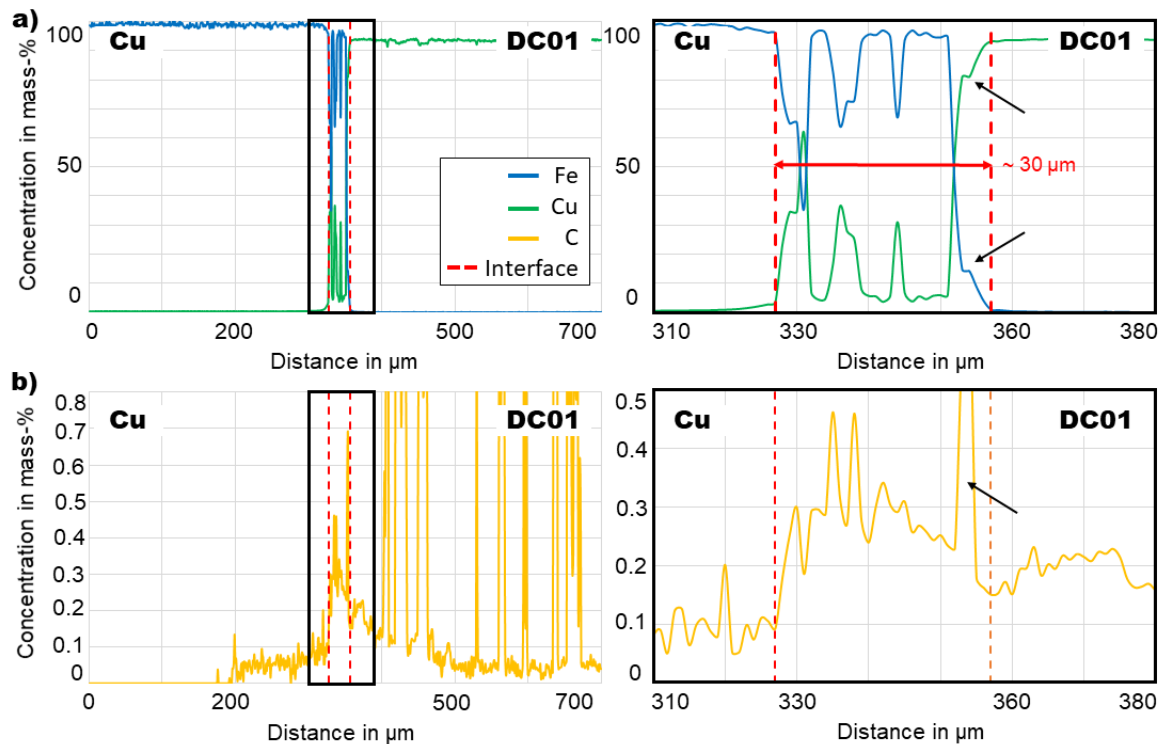 a)
Concentration in mass-%
100
50
0
Cu
DC01
Fe
Cu
C
Interface
0
200
500
700
Distance in µm
100
50
0
Cu
DC01
~ 30 µm
310
330
360
380
Distance in µm
b)
Concentration in mass-%
0.8
0.7
0.6
0.5
0.4
0.3
0.2
0.1
0
Cu
DC01
0
200
500
700
Distance in µm
0.5
0.4
0.3
0.2
0.1
0
Cu
DC01
310
330
360
380
Distance in µm